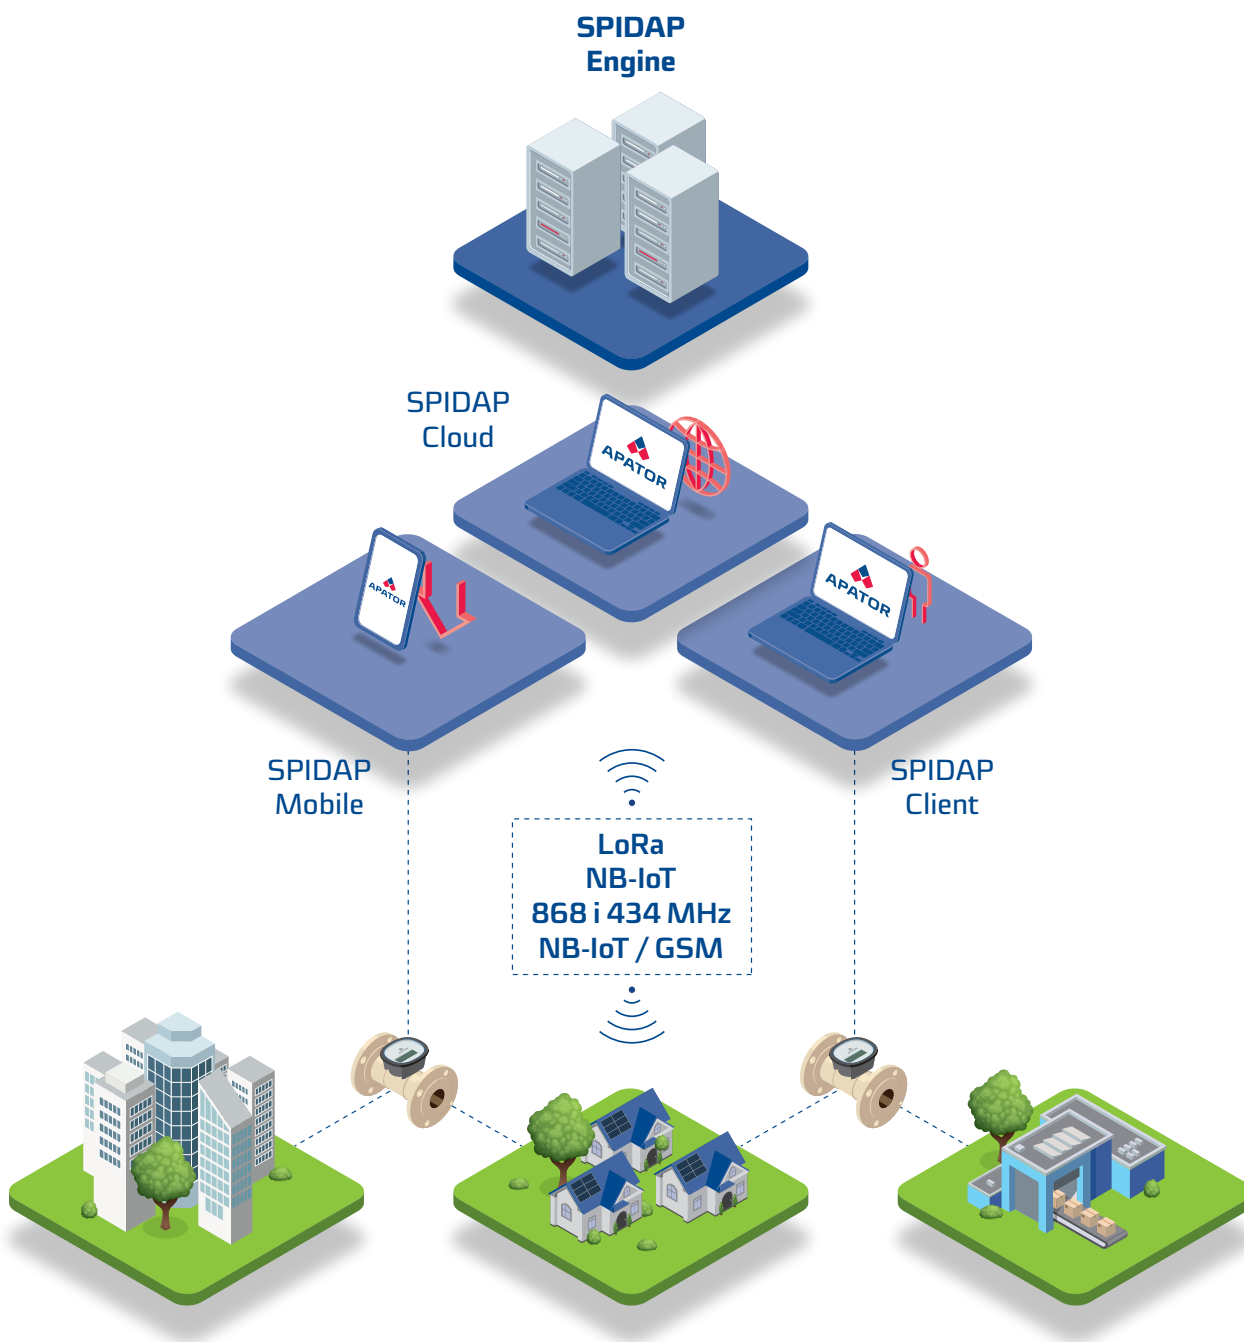 SPIDAP
Engine
SPIDAP
Cloud
APATOR
APATOR
APATOR
SPIDAP
Mobile
SPIDAP
Client
LoRa
NB-IoT
868 i 434 MHz
NB-IoT / GSM